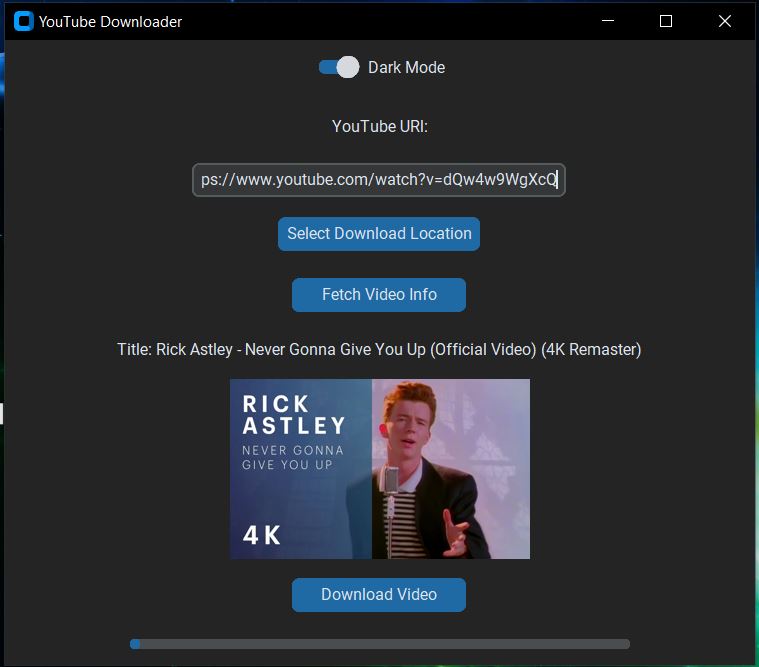 YouTube Downloader
Dark Mode
YouTube URl:
ps://www.youtube.com/watch?v=dQw4w9WgXcQ
Select Download Location
Fetch Video Info
Title: Rick Astley - Never Gonna Give You Up (Official Video) (4K Remaster)
RICK
ASTLEY
NEVER GONNA
GIVE YOU UP
4K
Download Video